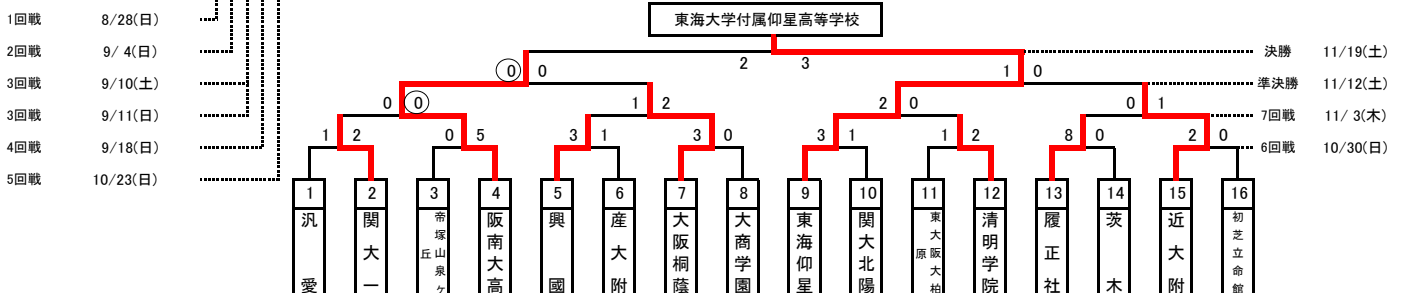 東海大学付属仰星高等学校
1回戦 8/28(日)
2回戦 9/ 4(日)
3回戦 9/10(土)
3回戦 9/11(日)
4回戦 9/18(日)
5回戦 10/23(日)
決勝 11/19(土)
準決勝 11/12(土)
7回戦 11/ 3(木)
6回戦 10/30(日)
2 3
0 0 1 0
0 0 1 2 2 0 0 1
1 2 0 5 3 1 3 0 3 1 1 2 8 0 2 0
1 2 3 4 5 6 7 8 9 10 11 12 13 14 15 16
汎愛
関大一
帝塚山泉ケ丘
阪南大高
興國
産大附
大阪桐蔭
大商学園
東海仰星
関大北陽
東大阪大柏原
清明学院
履正社
茨木
近大附
初芝立命館